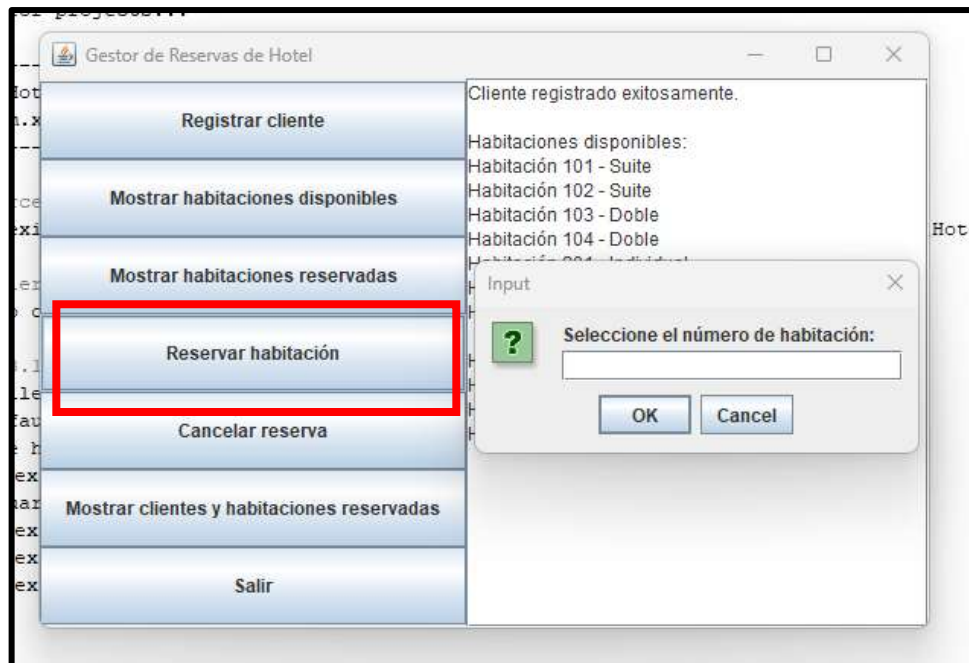 Gestor de Reservas de Hotel
Registrar cliente
Mostrar habitaciones disponibles
Mostrar habitaciones reservadas
Reservar habitación
Cancelar reserva
Mostrar clientes y habitaciones reservadas
Salir
Cliente registrado exitosamente.
Habitaciones disponibles:
Habitación 101 - Suite
Habitación 102 - Suite
Habitación 103 - Doble
Habitación 104 - Doble
Input
Seleccione el número de habitación:
OK
Cancel